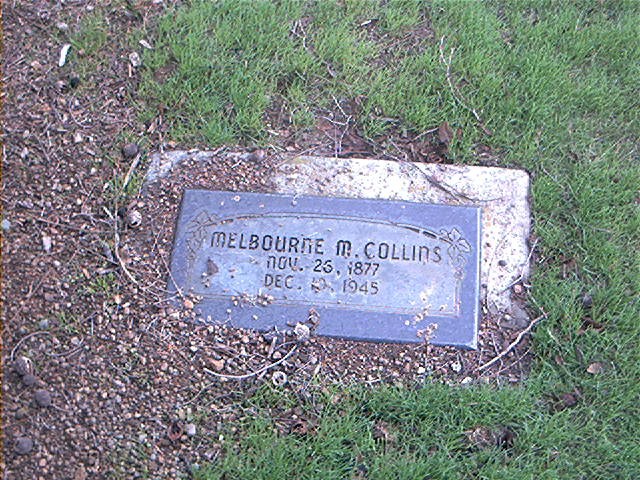 MELBOURNE M. COLLINS
NOV. 26, 1877
DEC. 1945